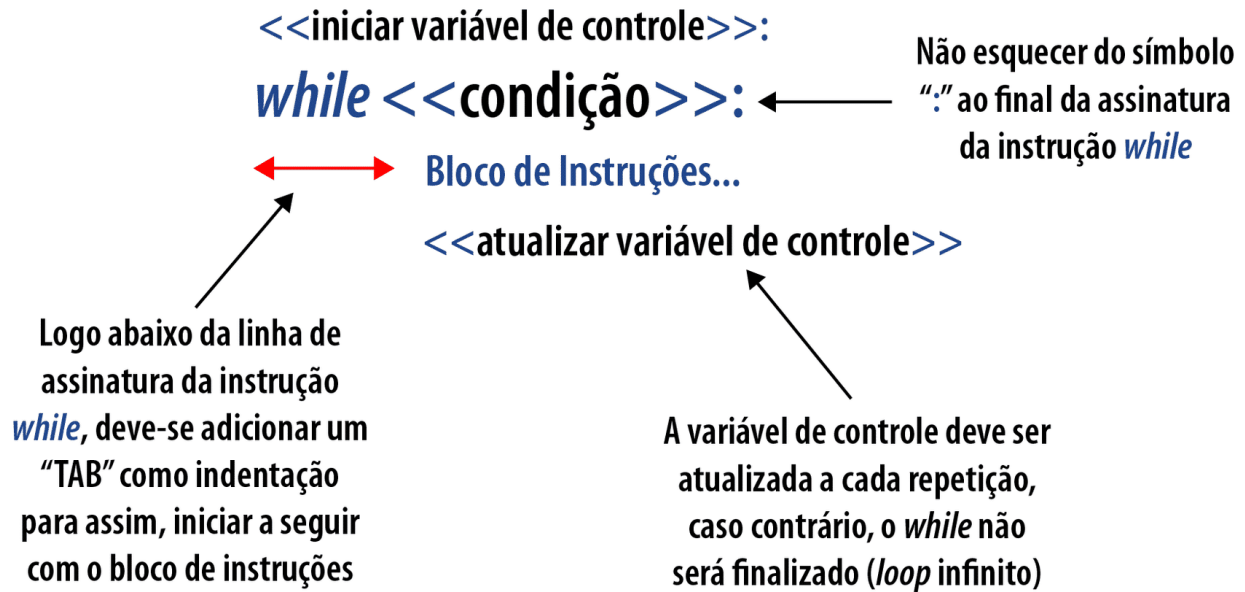 <<iniciar variável de controle>>:
while <<condição>>:
Bloco de Instruções...
<<atualizar variável de controle>>
Não esquecer do símbolo
“:” ao final da assinatura
da instrução while
Logo abaixo da linha de
assinatura da instrução
while, deve-se adicionar um
“TAB” como indentação
para assim, iniciar a seguir
com o bloco de instruções
A variável de controle deve ser
atualizada a cada repetição,
caso contrário, o while não
será finalizado (loop infinito)